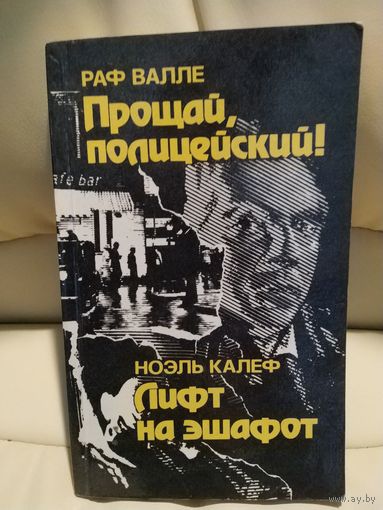 РАФ ВАЛЛЕ
Прощай,
полицейский!
afe bar
НОЭЛЬ КАЛЕФ
Лифт
на эшафот
www.ay.by